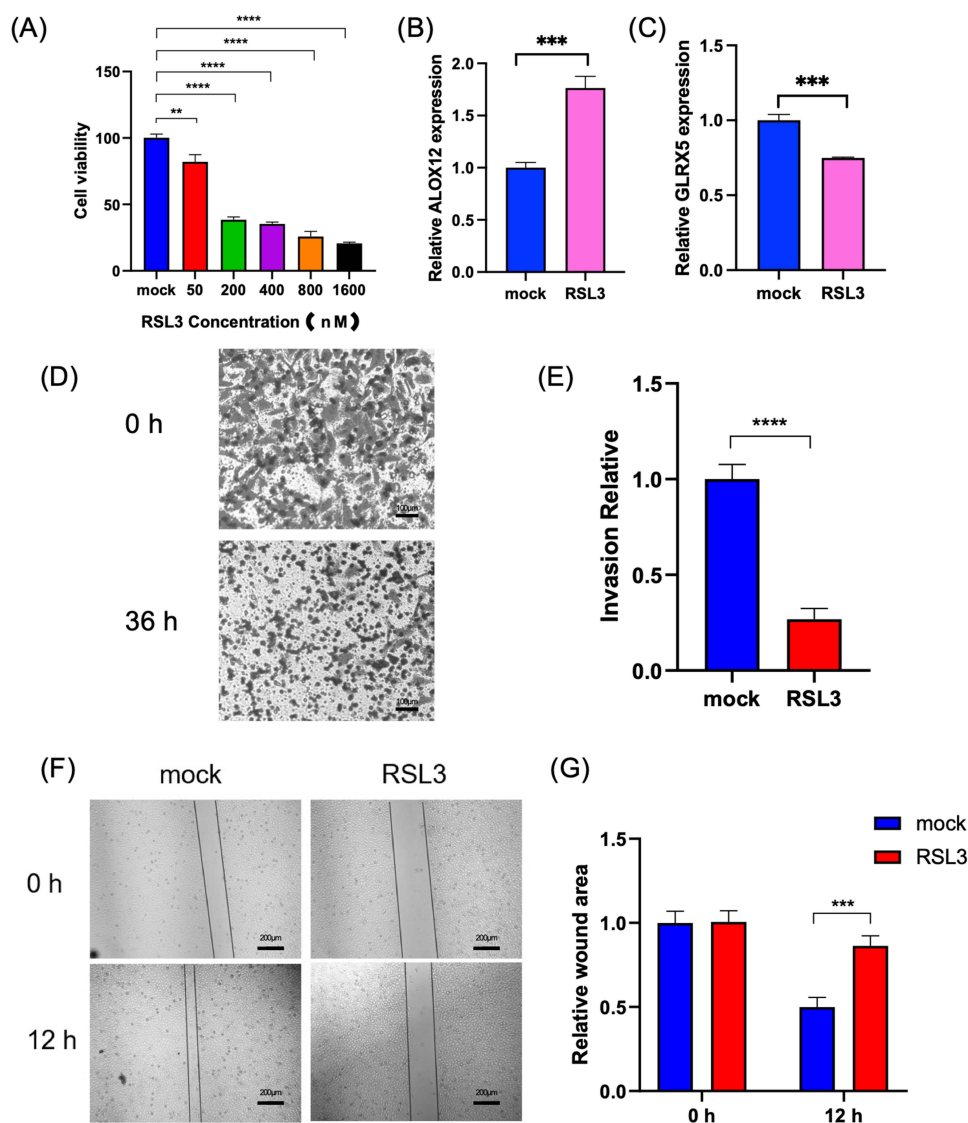 (A)
****
****
****
****
**
Cell viability
150
100
50
0
mock 50 200 400 800 1600
RSL3 Concentration ( nM )
(B)
***
Relative ALOX12 expression
2.0
1.5
1.0
0.5
0.0
mock RSL3
(C)
***
Relative GLRX5 expression
1.5
1.0
0.5
0.0
mock RSL3
(D)
0 h
100μm
36 h
100μm
(E)
****
Invasion Relative
1.5
1.0
0.5
0.0
mock RSL3
(F)
mock RSL3
0 h
200μm 200μm
12 h
200μm 200μm
(G)
mock
RSL3
***
Relative wound area
1.5
1.0
0.5
0.0
0 h 12 h